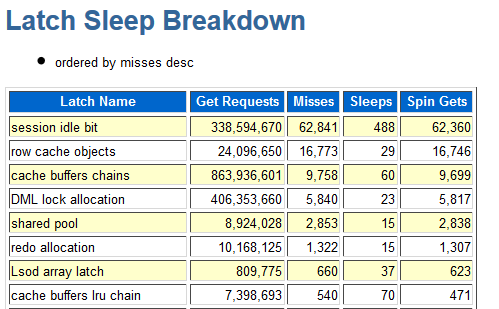 Latch Sleep Breakdown
ordered by misses desc
Latch Name Get Requests Misses Sleeps Spin Gets
session idle bit 338,594,670 62,841 488 62,360
row cache objects 24,096,650 16,773 29 16,746
cache buffers chains 863,936,601 9,758 60 9,699
DML lock allocation 406,353,660 5,840 23 5,817
shared pool 8,924,028 2,853 15 2,838
redo allocation 10,168,125 1,322 15 1,307
Lsod array latch 809,775 660 37 623
cache buffers lru chain 7,398,693 540 70 471